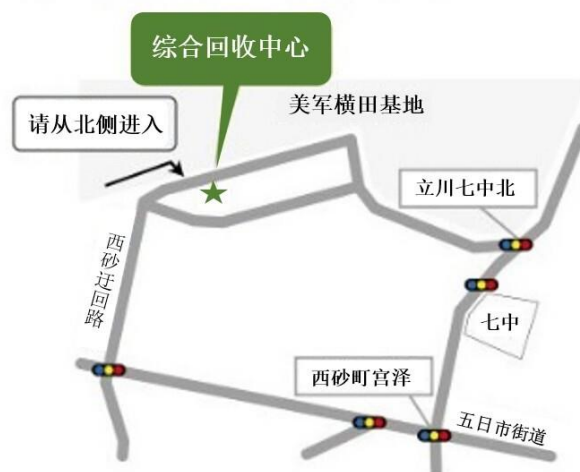 综合回收中心
美军横田基地
请从北侧进入
立川七中北
西砂迂回路
七中
西砂町宫泽
五日市街道